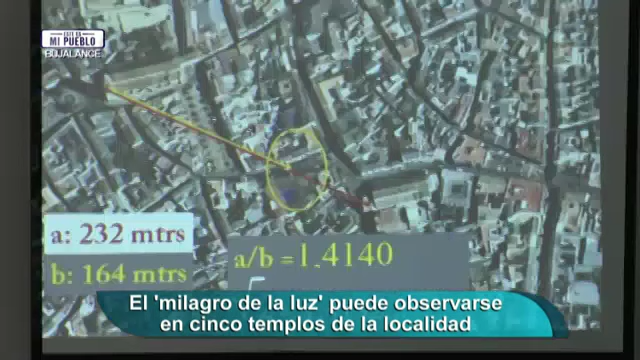 ESTE ES
MI PUEBLO
BUJALANCE
a: 232 mtrs
b: 164 mtrs
a/b =1,4140
El 'milagro de la luz' puede observarse
en cinco templos de la localidad